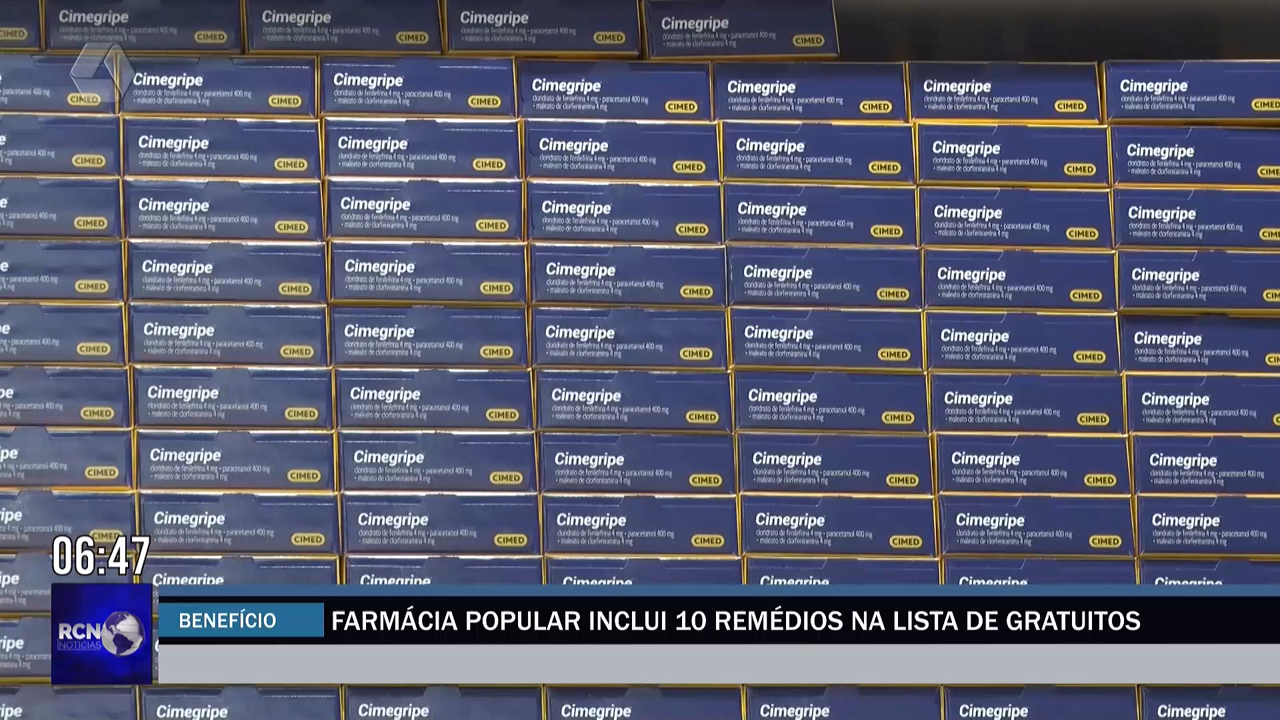 Cimegripe
cloridrato de fenilefrina 4 mg • paracetamol 400 mg
• maleato de clorfeniramina 4 mg
CIMED
06:47
RCN
NOTÍCIAS
BENEFÍCIO
FARMÁCIA POPULAR INCLUI 10 REMÉDIOS NA LISTA DE GRATUITOS